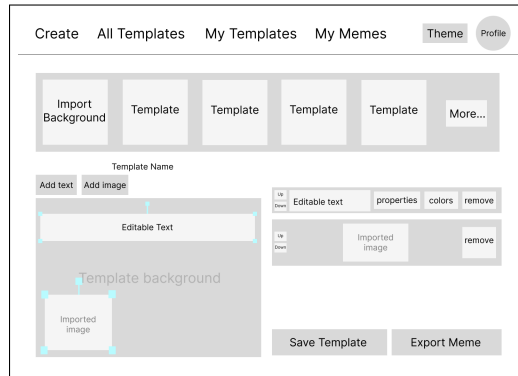 Create All Templates My Templates My Memes Theme Profile
Import
Background
Template
Template
Template
Template
More...
Template Name
Add text Add image
Editable Text
Template background
Imported
image
Up
Down
Editable text
properties
colors
remove
Up
Down
Imported
image
remove
Save Template
Export Meme